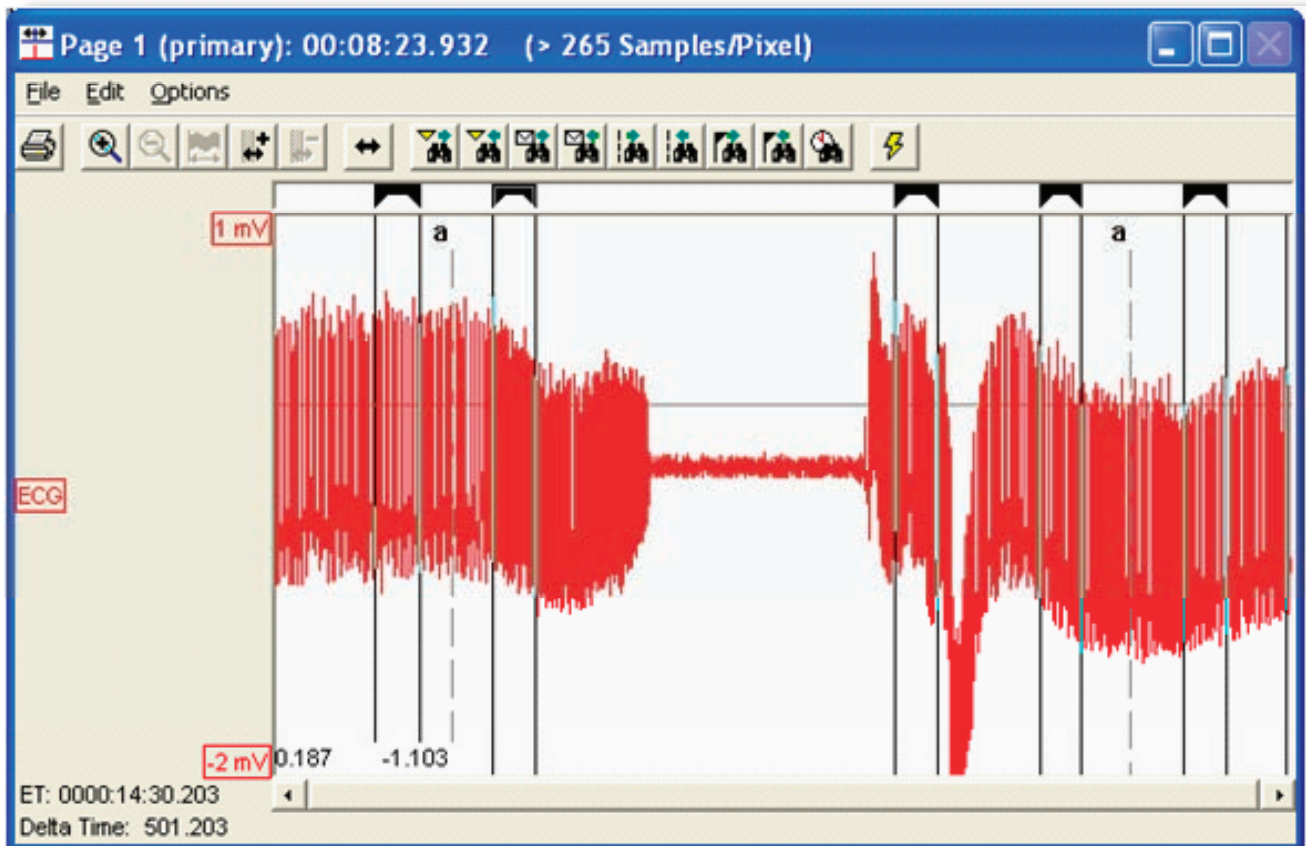 Page 1 (primary): 00:08:23.932 (> 265 Samples/Pixel)
File Edit Options
1 mV
a a
ECG
-2 mV 0.187 -1.103
ET: 0000:14:30.203
Delta Time: 501.203